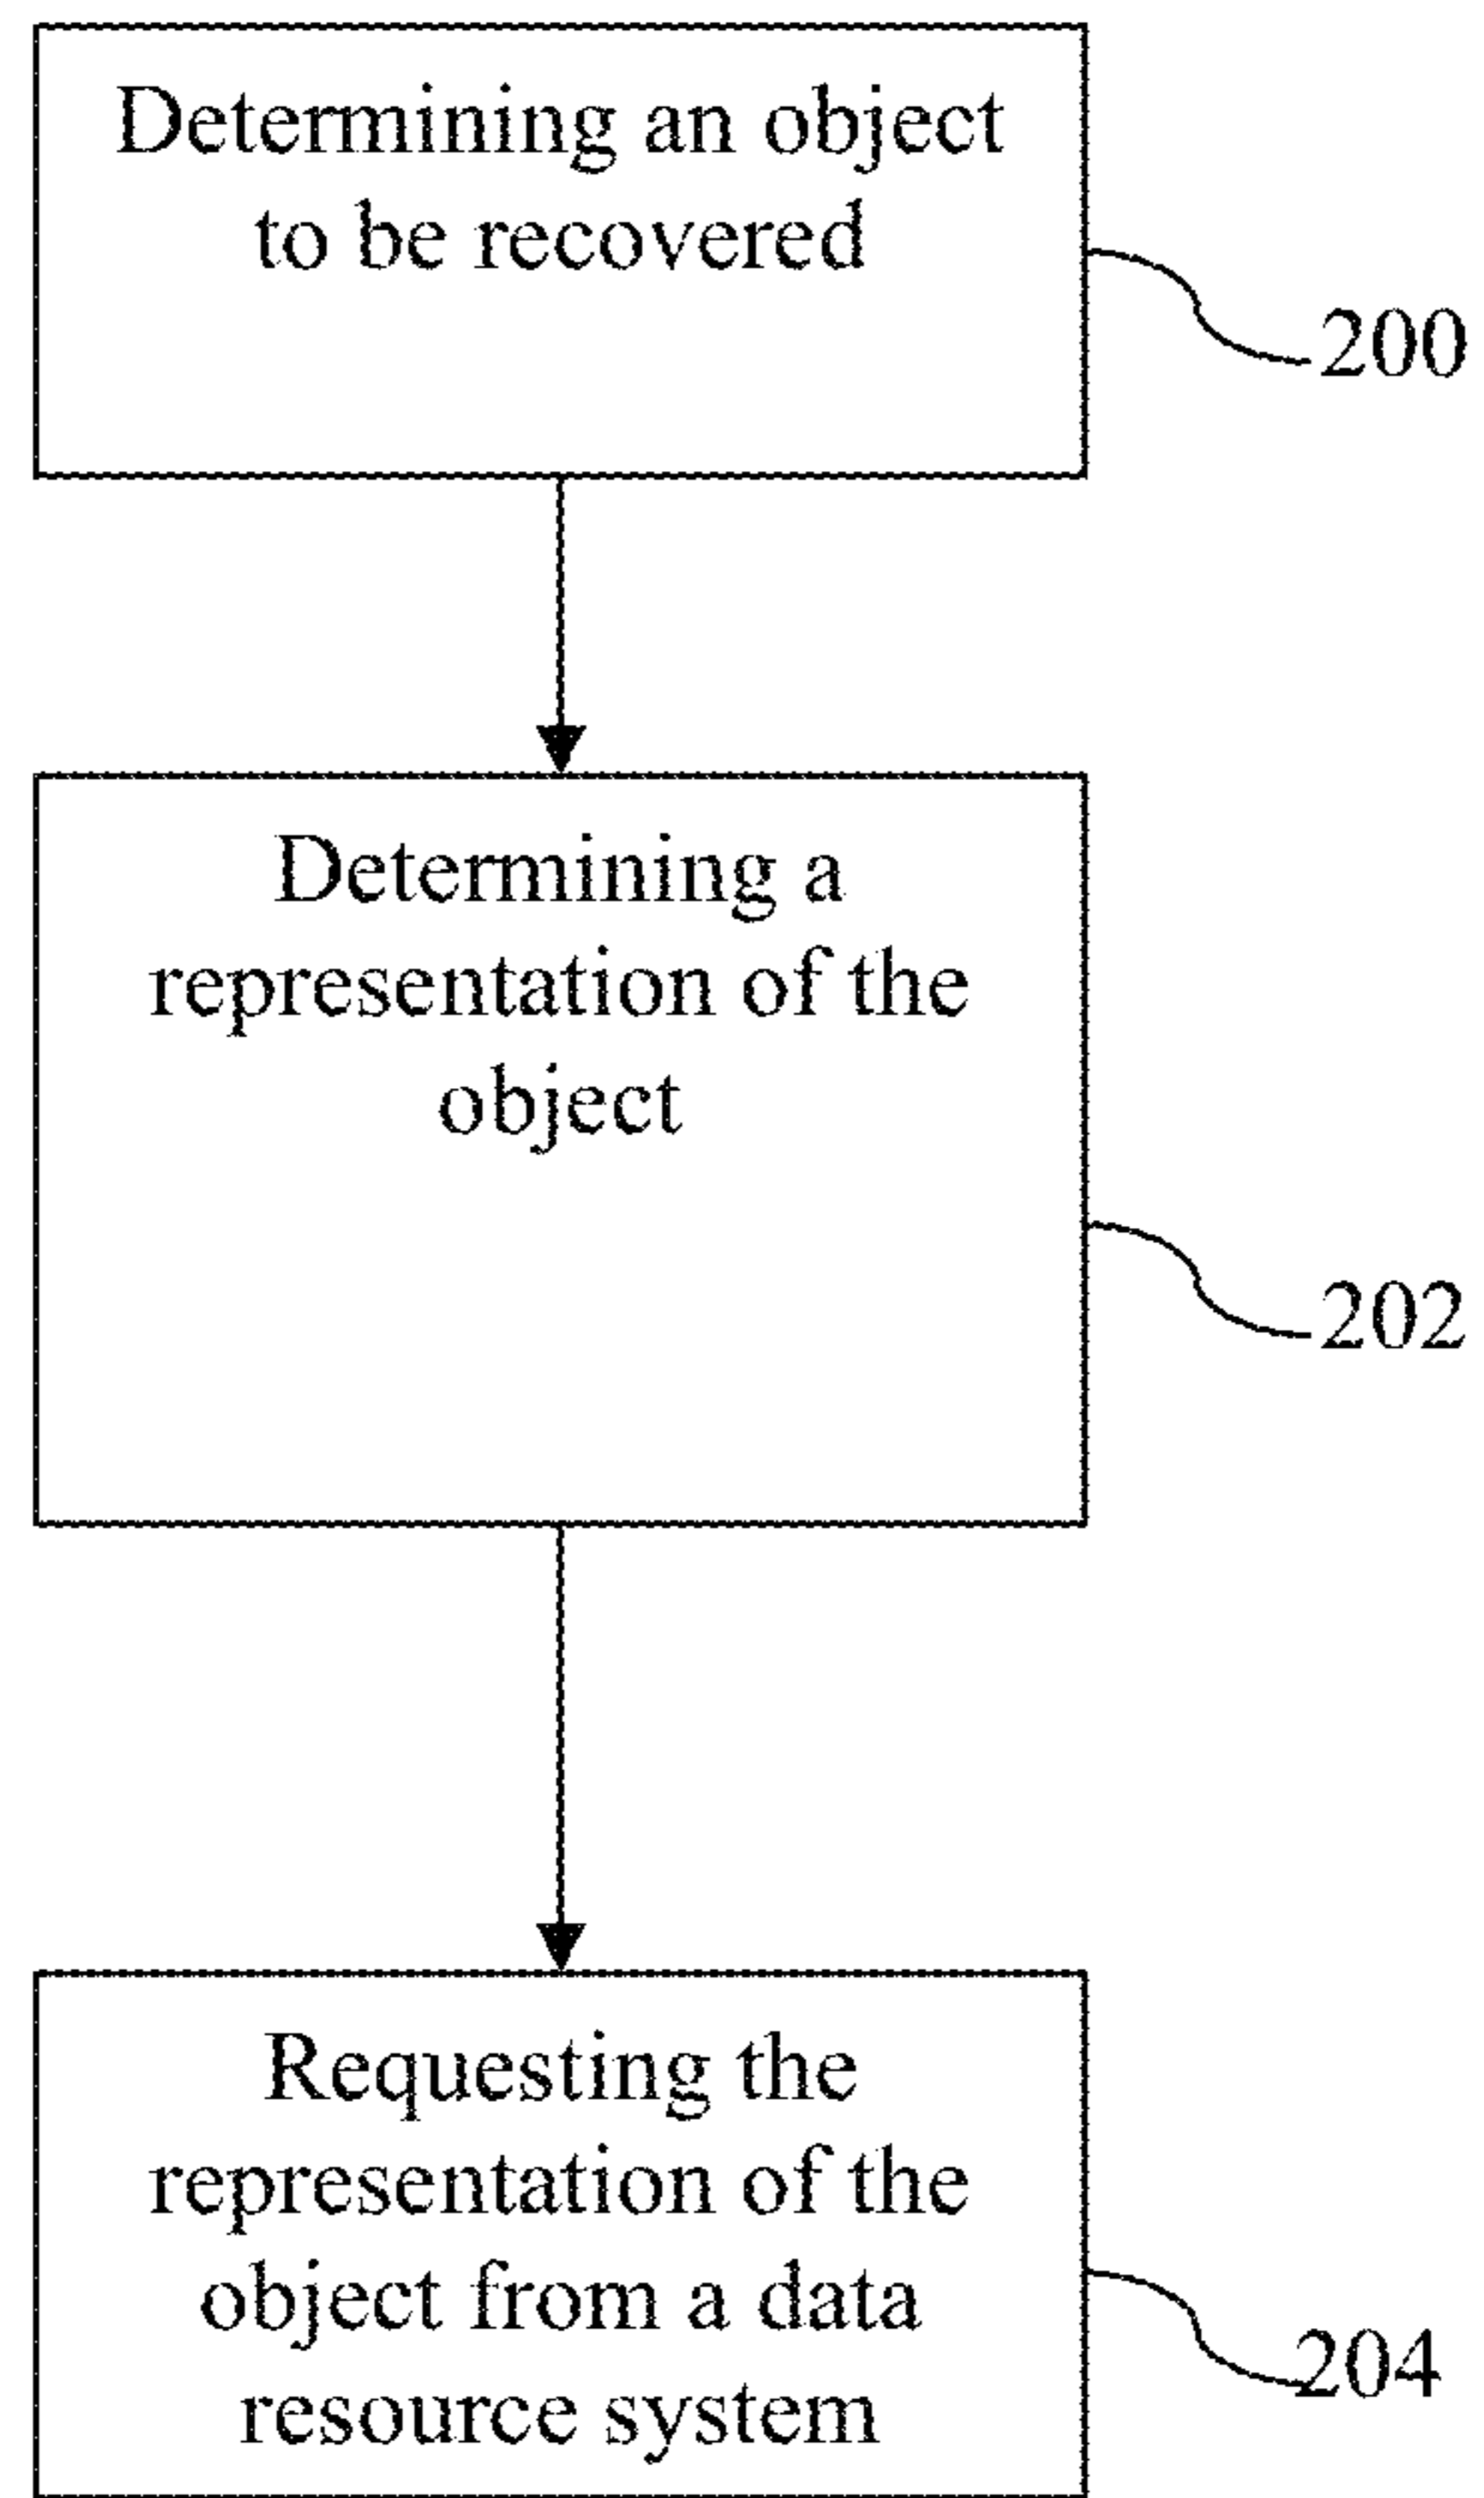 Determining an object
to be recovered
200
Determining a
representation of the
object
202
Requesting the
representation of the
object from a data
resource system
204